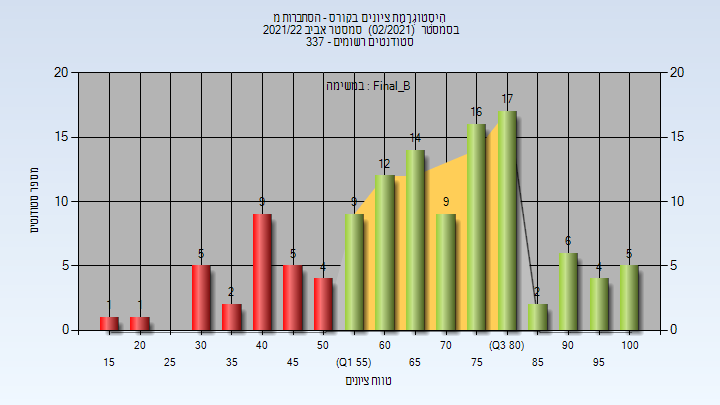 היסטוגרמת ציונים בקורס - הסתברות מ
בסמסטר (02/2021) סמסטר אביב 2021/22
סטודנטים רשומים - 337
במשימה : Final_B
מספר סטודנטים
20 20
15 15
10 10
5 5
0 0
1 1 5 2 9 5 4 9 12 14 9 16 17 2 6 4 5
20 30 40 50 60 70 (Q3 80) 90 100
15 25 35 45 (Q1 55) 65 75 85 95
טווח ציונים